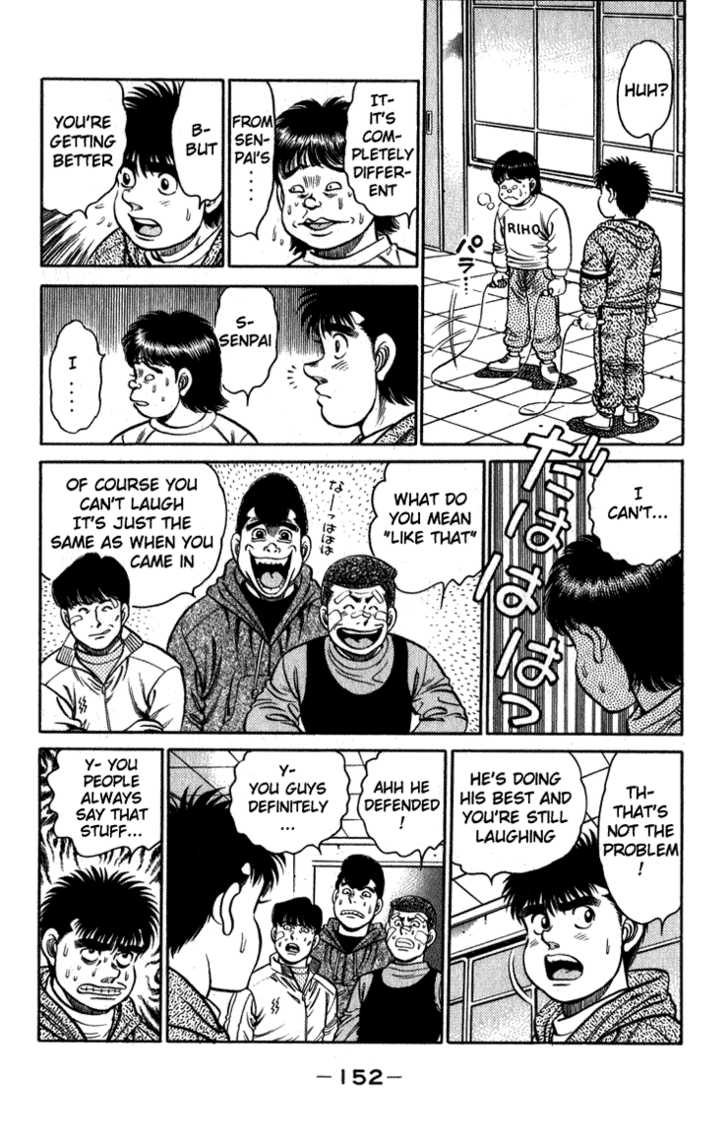 HUH?
RIHO
パ
ラ…
IT-
IT'S
COM-
PLETELY
DIFFER-
ENT
FROM
SEN-
PAI'S
....
B-
BUT
YOU'RE
GETTING
BETTER
S-
SENPAI
I
....
I
CAN'T...
だははははっ
WHAT DO
YOU MEAN
"LIKE THAT"
なーっははは
OF COURSE YOU
CAN'T LAUGH
IT'S JUST THE
SAME AS WHEN YOU
CAME IN
TH-
THAT'S
NOT THE
PROBLEM
!
HE'S DOING
HIS BEST AND
YOU'RE STILL
LAUGHING
AHH HE
DEFENDED
!
Y-
YOU GUYS
DEFINITELY
...
Y- YOU
PEOPLE
ALWAYS
SAY THAT
STUFF...
-152-